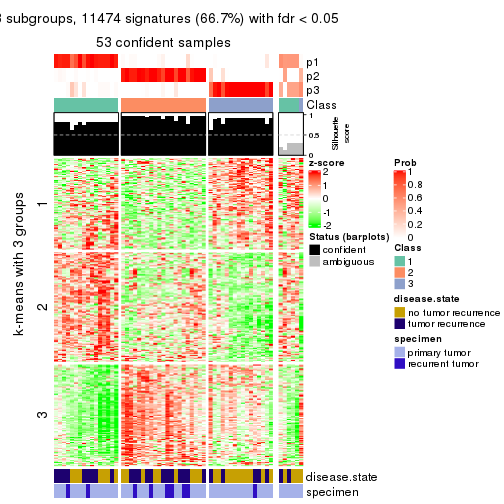 3 subgroups, 11474 signatures (66.7%) with fdr < 0.05
53 confident samples
p1
p2
p3
Class
1
0.5
0
Silhouette
score
k-means with 3 groups
1
2
3
z-score
2
1
0
-1
-2
Status (barplots)
confident
ambiguous
Prob
1
0.8
0.6
0.4
0.2
0
Class
1
2
3
disease.state
no tumor recurrence
tumor recurrence
specimen
primary tumor
recurrent tumor
disease.state
specimen